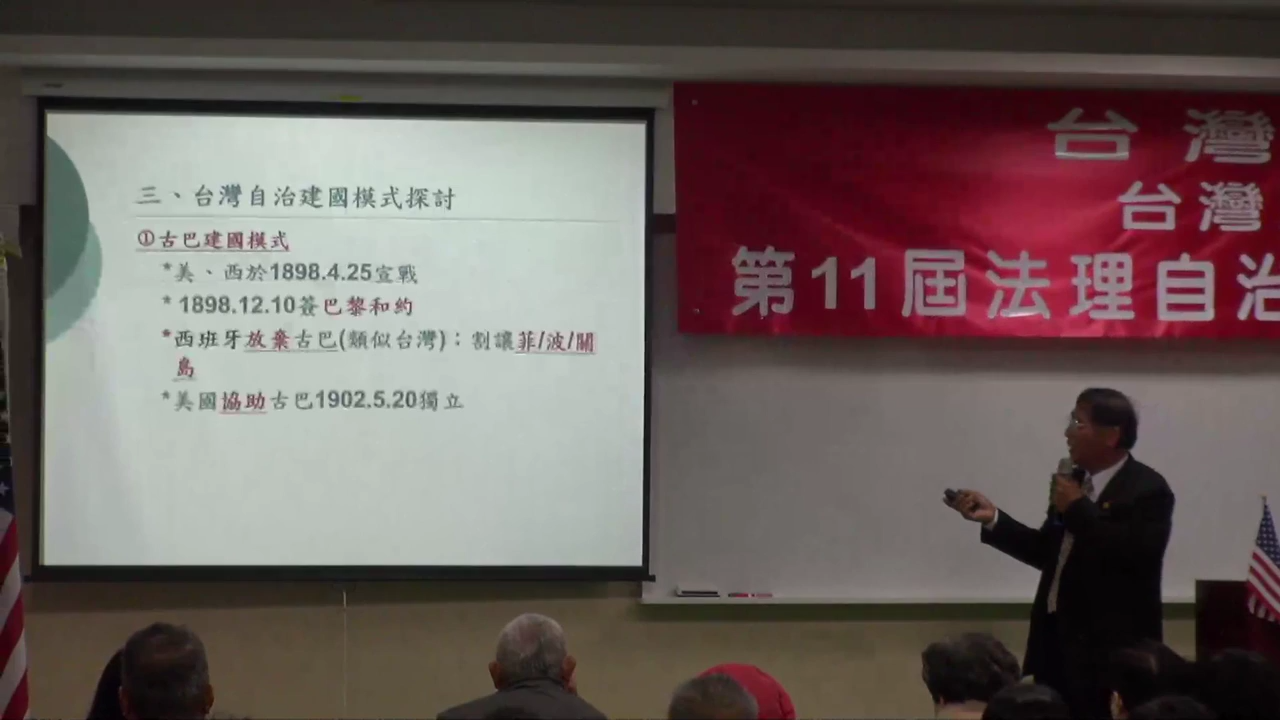 三、台灣自治建國模式探討
①古巴建國模式
*美、西於1898.4.25宣戰
* 1898.12.10簽巴黎和約
*西班牙放棄古巴(類似台灣)；割讓菲/波/關
島
*美國協助古巴1902.5.20獨立
台灣
台灣
第11屆法理自治